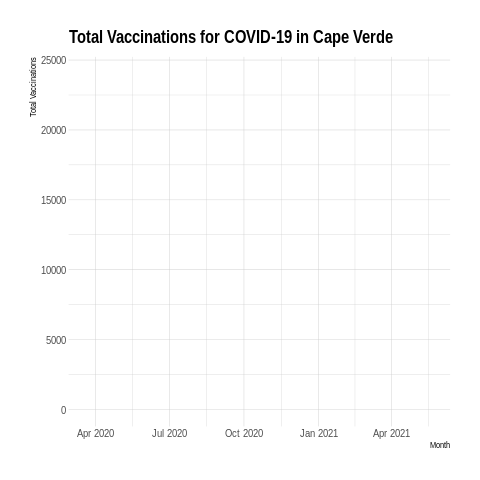 Total Vaccinations for COVID-19 in Cape Verde
Total Vaccinations
25000
20000
15000
10000
5000
0
Apr 2020 Jul 2020 Oct 2020 Jan 2021 Apr 2021
Month